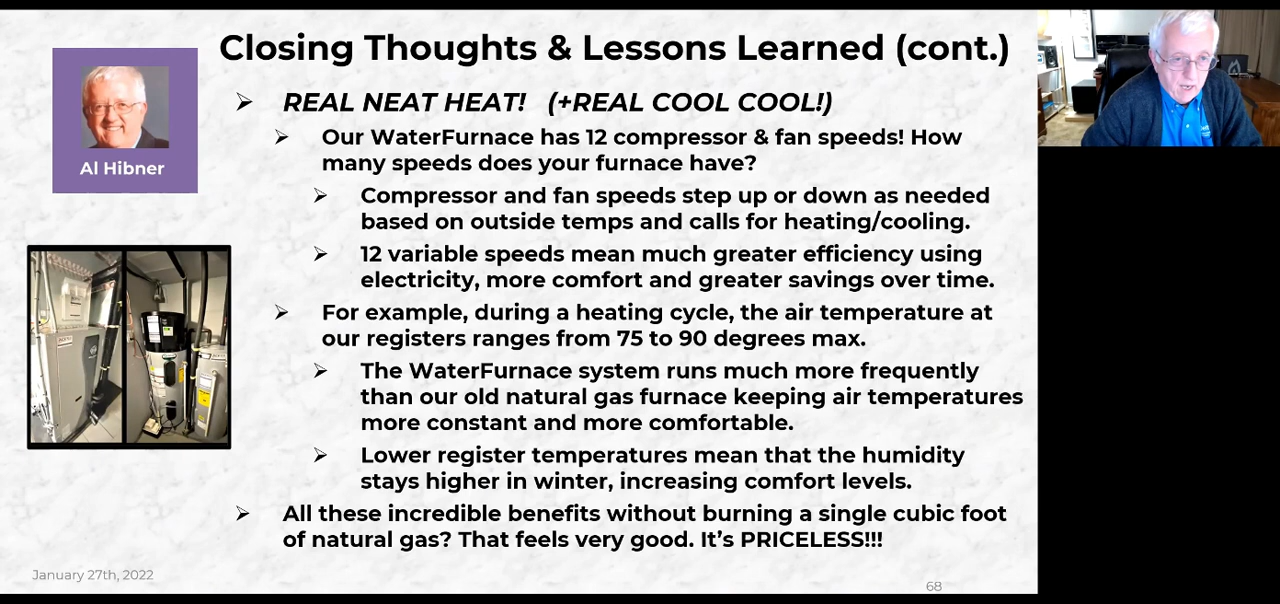 Closing Thoughts & Lessons Learned (cont.)
Al Hibner
➢ REAL NEAT HEAT! (+REAL COOL COOL!)
➢ Our WaterFurnace has 12 compressor & fan speeds! How
many speeds does your furnace have?
➢ Compressor and fan speeds step up or down as needed
based on outside temps and calls for heating/cooling.
➢ 12 variable speeds mean much greater efficiency using
electricity, more comfort and greater savings over time.
➢ For example, during a heating cycle, the air temperature at
our registers ranges from 75 to 90 degrees max.
➢ The WaterFurnace system runs much more frequently
than our old natural gas furnace keeping air temperatures
more constant and more comfortable.
➢ Lower register temperatures mean that the humidity
stays higher in winter, increasing comfort levels.
➢ All these incredible benefits without burning a single cubic foot
of natural gas? That feels very good. It’s PRICELESS!!!
January 27th, 2022
68